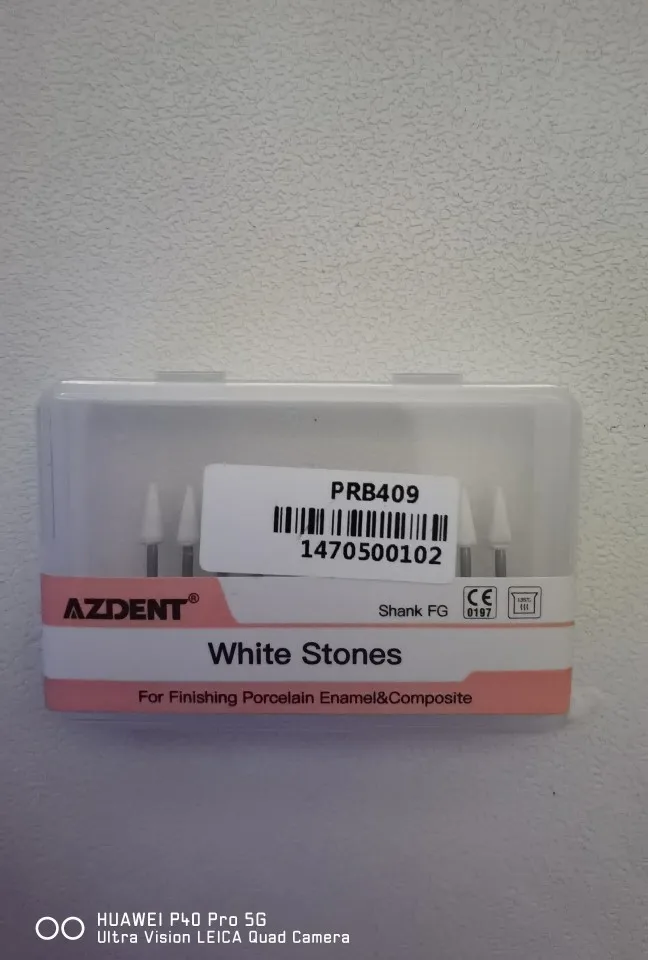 PRB409
1470500102
AZDENT®
Shank FG
CE
0197
White Stones
For Finishing Porcelain Enamel&Composite
HUAWEI P40 Pro 5G
Ultra Vision LEICA Quad Camera